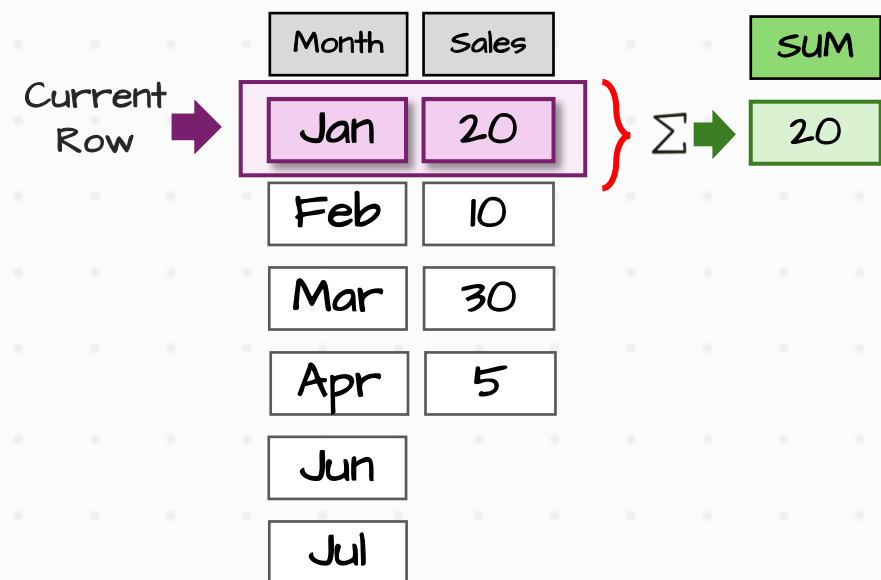 Month Sales SUM
Current
Row
Jan 20 Σ 20
Feb 10
Mar 30
Apr 5
Jun
Jul